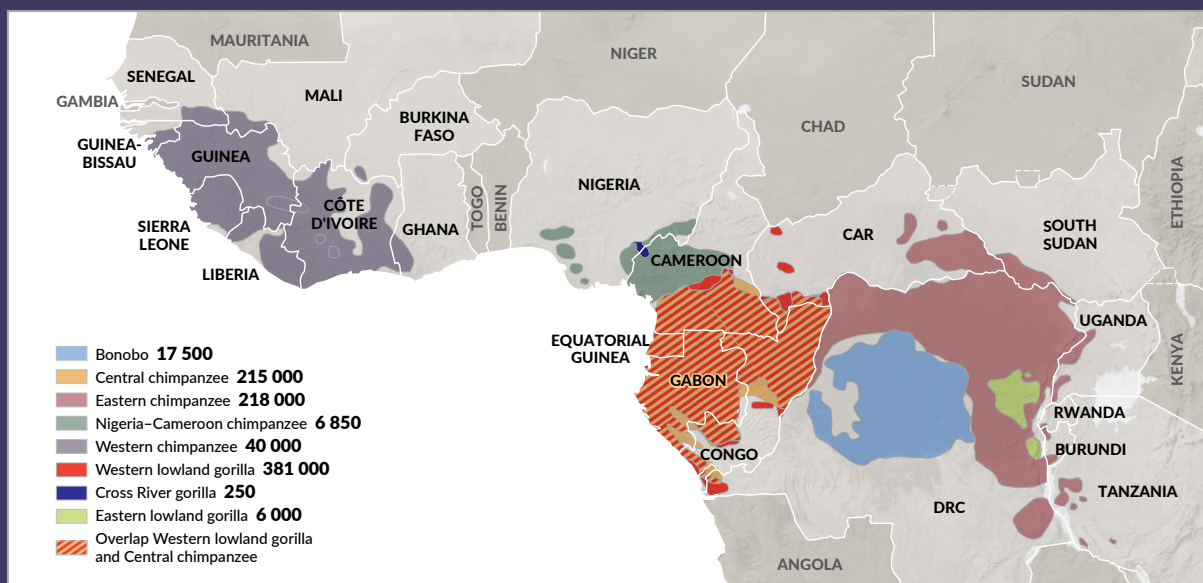 MAURITANIA
NIGER
SUDAN
SENEGAL
MALI
GAMBIA
BURKINA
FASO
CHAD
GUINEA-
BISSAU
GUINEA
NIGERIA
ETHIOPIA
CÔTE
D'IVOIRE
TOGO
BENIN
GHANA
SIERRA
LEONE
CAR
SOUTH
SUDAN
LIBERIA
CAMEROON
UGANDA
EQUATORIAL
GUINEA
KENYA
GABON
RWANDA
CONGO
BURUNDI
TANZANIA
DRC
ANGOLA
Bonobo 17 500
Central chimpanzee 215 000
Eastern chimpanzee 218 000
Nigeria–Cameroon chimpanzee 6 850
Western chimpanzee 40 000
Western lowland gorilla 381 000
Cross River gorilla 250
Eastern lowland gorilla 6 000
Overlap Western lowland gorilla
and Central chimpanzee